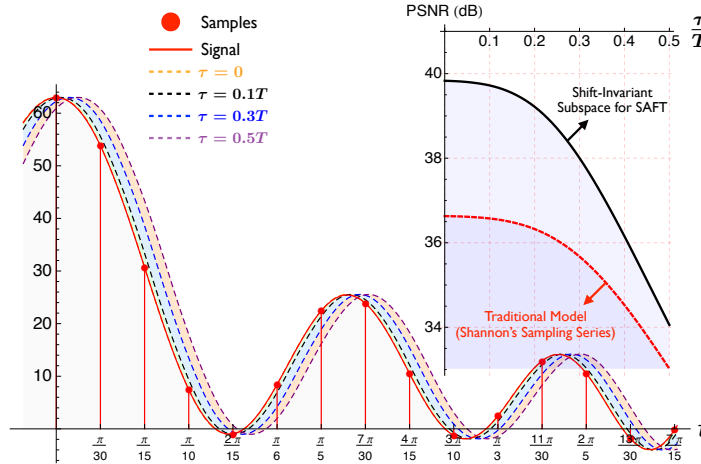 Samples
Signal
τ = 0
τ = 0.1T
τ = 0.3T
τ = 0.5T
PSNR (dB)
τ/T
0.1 0.2 0.3 0.4 0.5
40
38
36
34
Shift-Invariant
Subspace for SAFT
Traditional Model
(Shannon's Sampling Series)
60
50
40
30
20
10
π/30 π/15 π/10 2π/15 π/6 π/5 7π/30 4π/15 3π/10 π/3 11π/30 2π/5 13π/30 7π/15